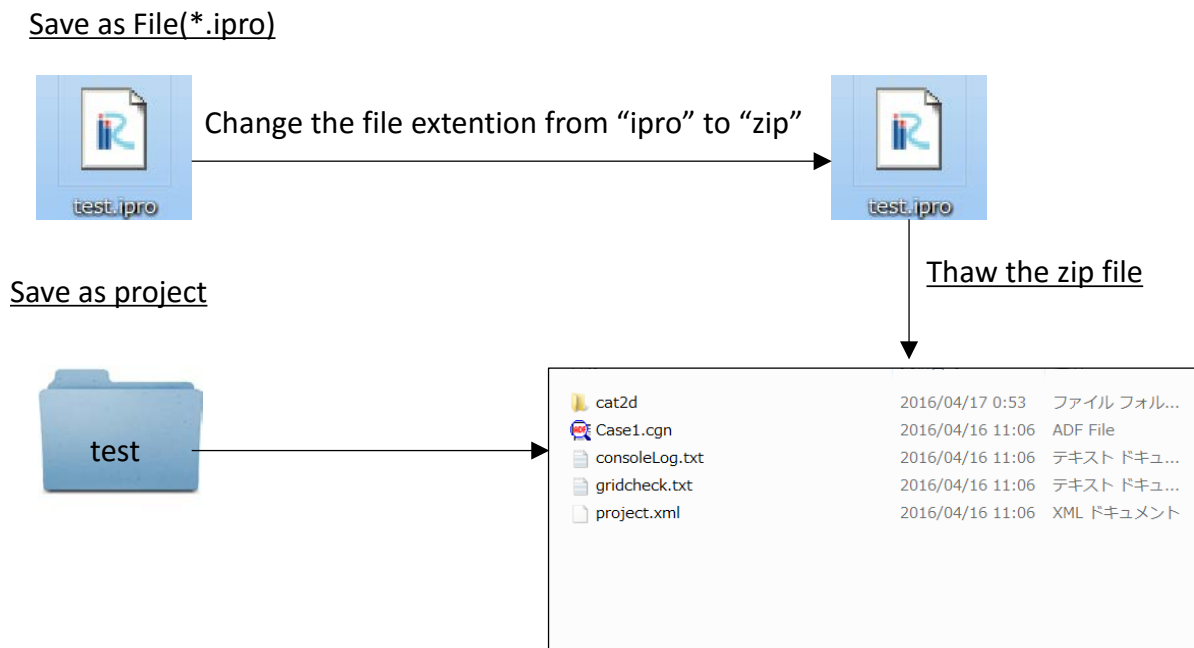 Save as File(*.ipro)
Change the file extention from “ipro” to “zip”
test.ipro
test.ipro
Thaw the zip file
Save as project
test
cat2d 2016/04/17 0:53 ファイル フォル...
Case1.cgn 2016/04/16 11:06 ADF File
consoleLog.txt 2016/04/16 11:06 テキスト ドキュ...
gridcheck.txt 2016/04/16 11:06 テキスト ドキュ...
project.xml 2016/04/16 11:06 XML ドキュメント